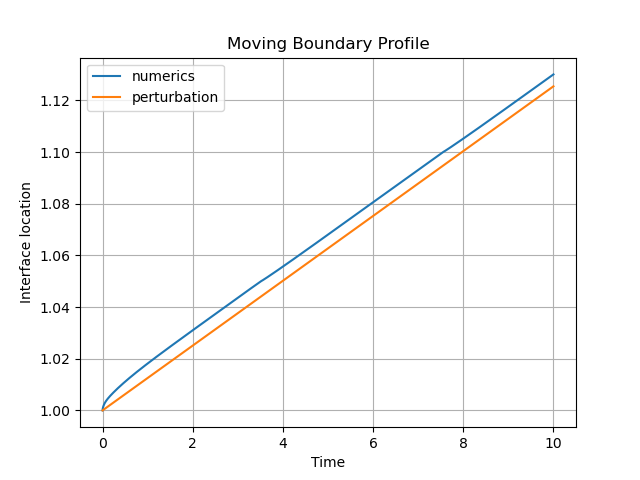 Moving Boundary Profile
numerics
perturbation
Interface location
1.12
1.10
1.08
1.06
1.04
1.02
1.00
0 2 4 6 8 10
Time